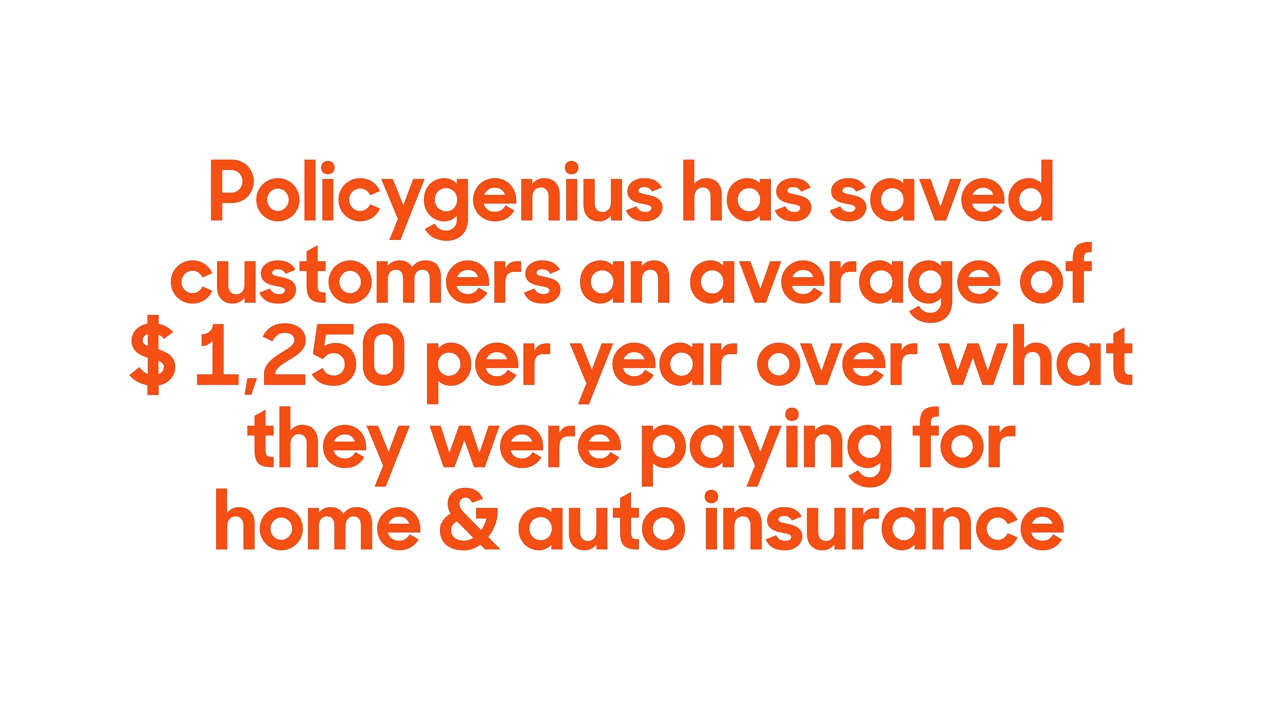 Policygenius has saved
customers an average of
$ 1,250 per year over what
they were paying for
home & auto insurance